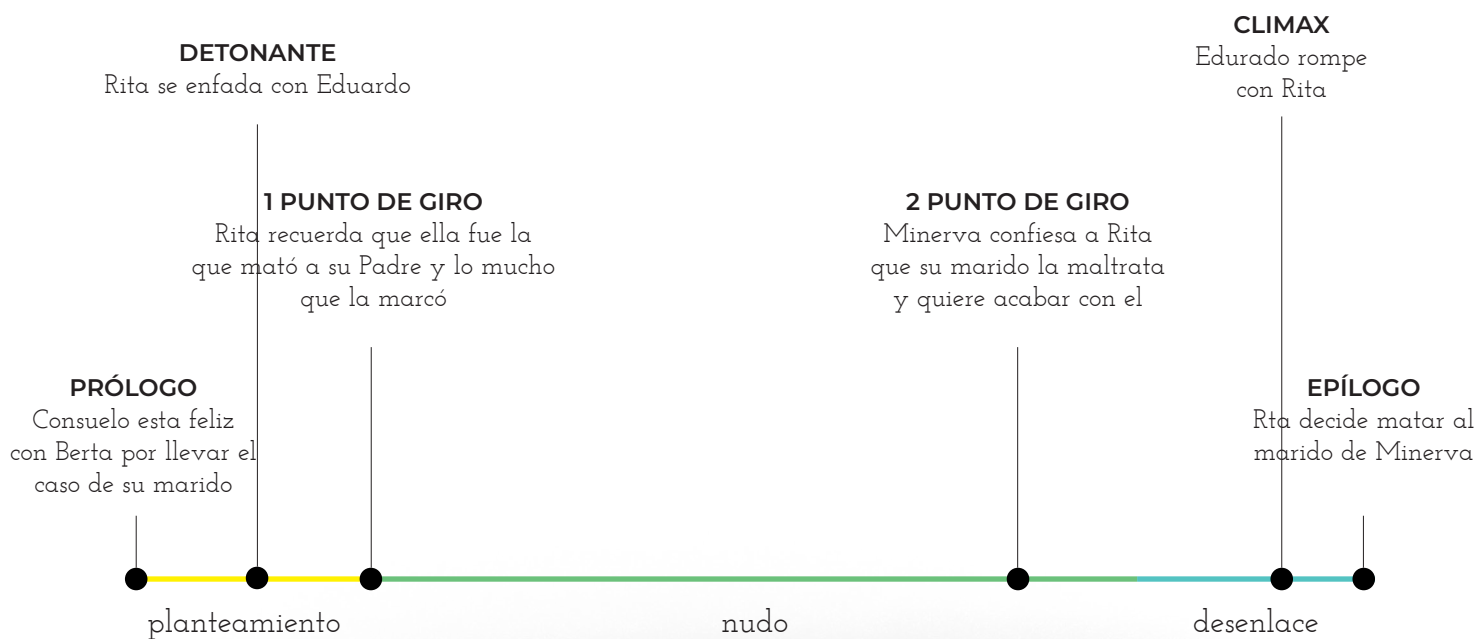 PRÓLOGO
Consuelo esta feliz
con Berta por llevar el
caso de su marido
DETONANTE
Rita se enfada con Eduardo
1 PUNTO DE GIRO
Rita recuerda que ella fue la
que mató a su Padre y lo mucho
que la marcó
2 PUNTO DE GIRO
Minerva confiesa a Rita
que su marido la maltrata
y quiere acabar con el
CLIMAX
Edurado rompe
con Rita
EPÍLOGO
Rta decide matar al
marido de Minerva
planteamiento
nudo
desenlace